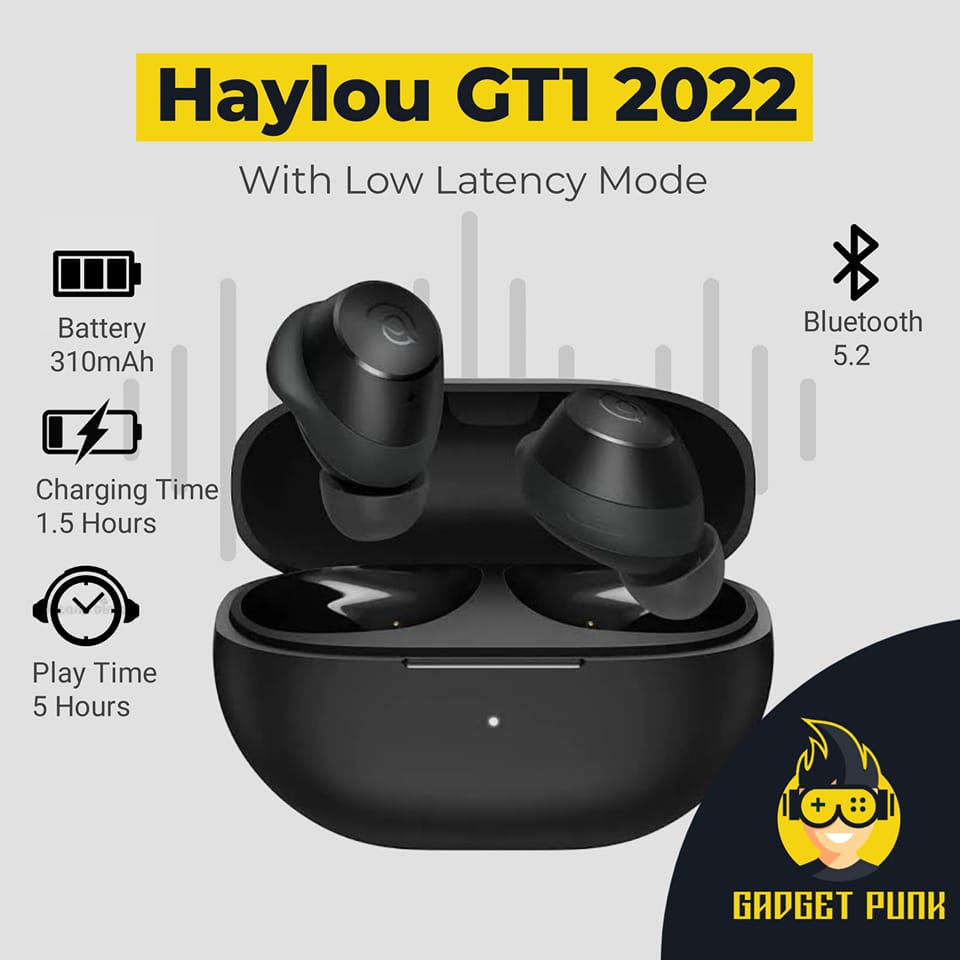 Haylou GT1 2022
With Low Latency Mode
Battery
310mAh
Charging Time
1.5 Hours
Play Time
5 Hours
Bluetooth
5.2
GADGET PUNK